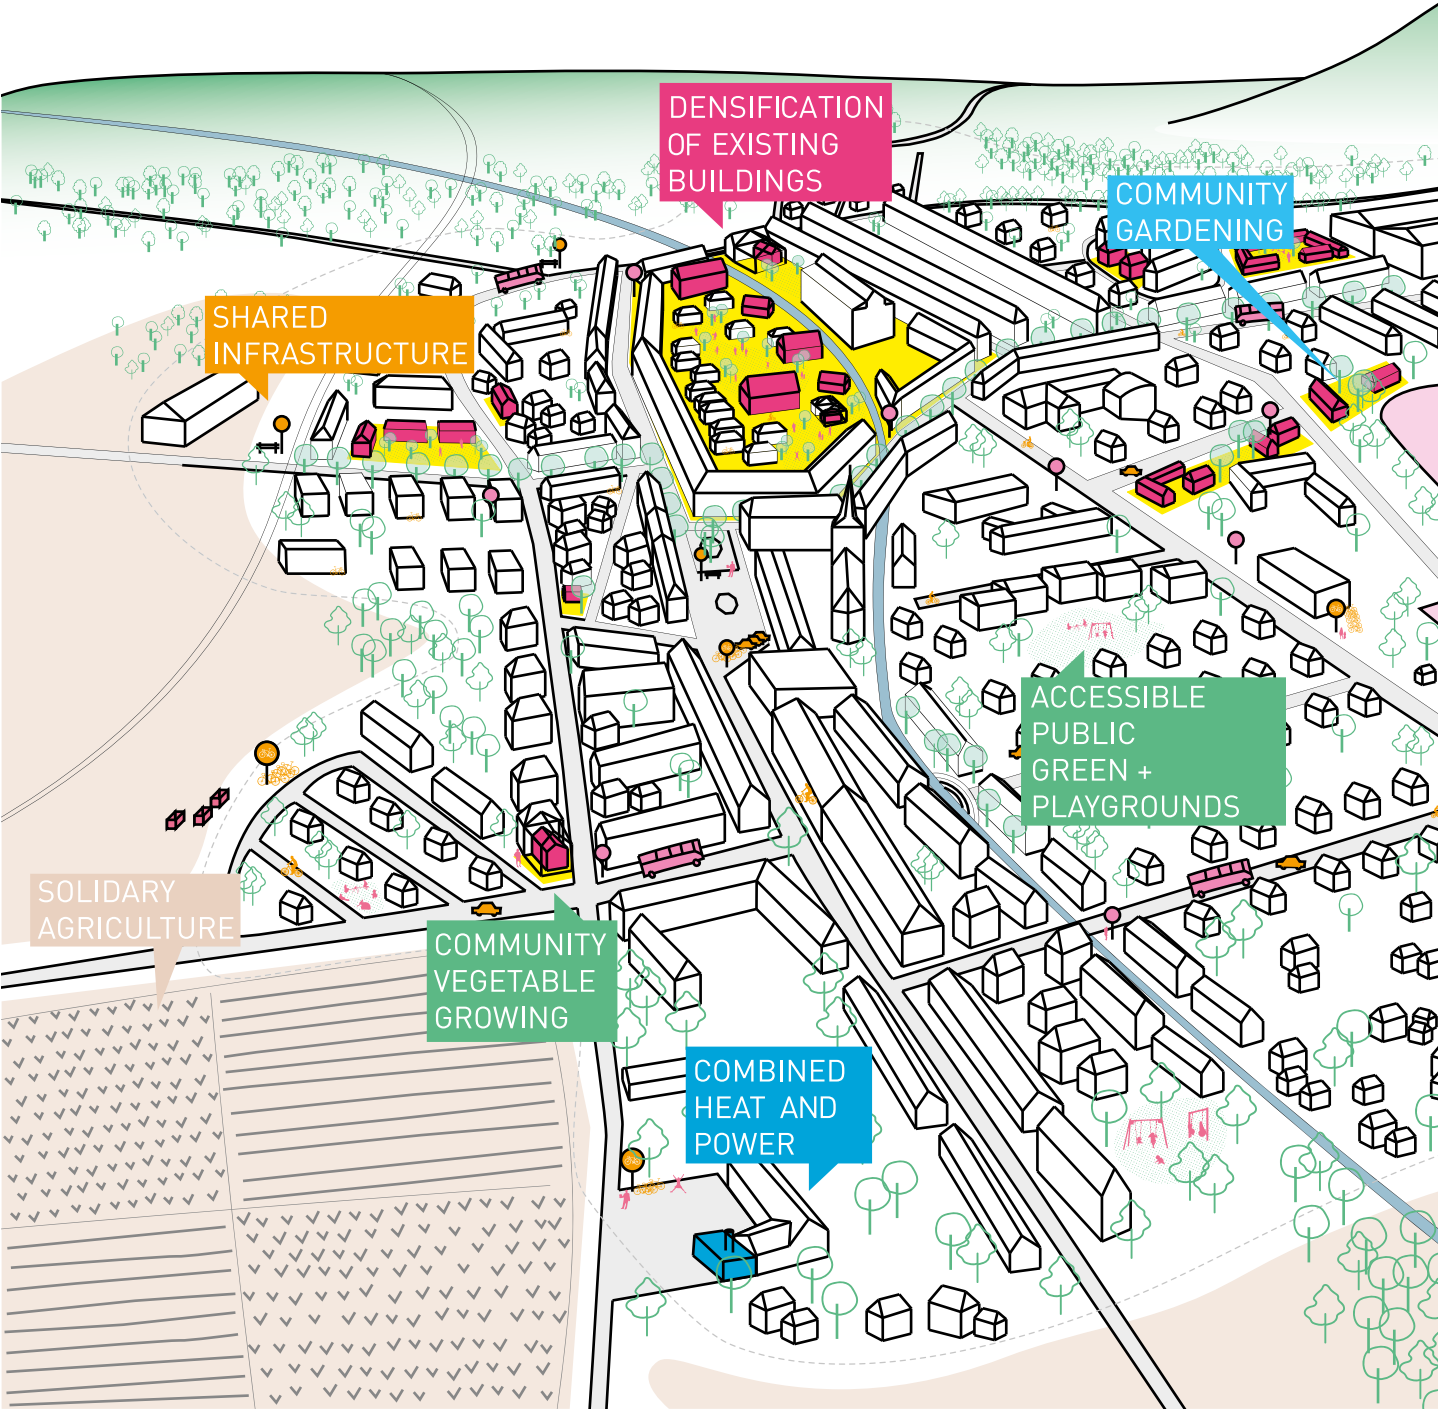 DENSIFICATION
OF EXISTING
BUILDINGS
COMMUNITY
GARDENING
SHARED
INFRASTRUCTURE
ACCESSIBLE
PUBLIC
GREEN +
PLAYGROUNDS
SOLIDARY
AGRICULTURE
COMMUNITY
VEGETABLE
GROWING
COMBINED
HEAT AND
POWER